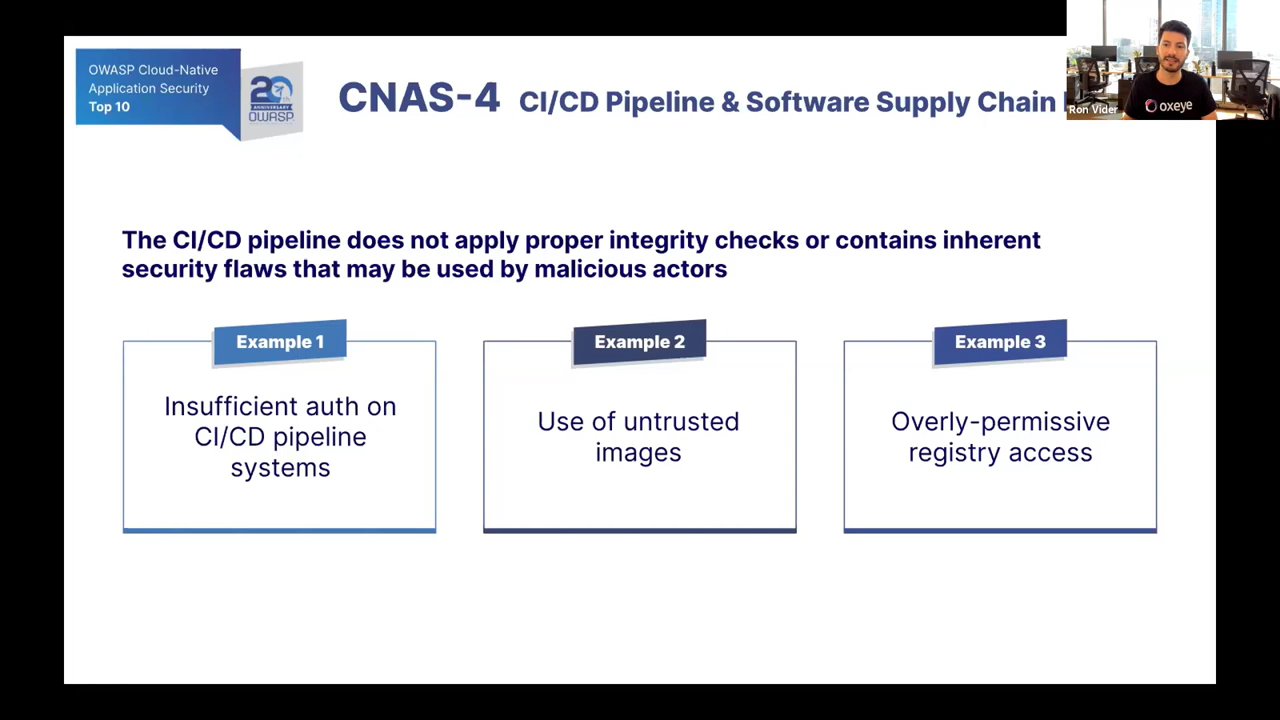 OWASP Cloud-Native
Application Security
Top 10
20th
ANNIVERSARY
OWASP
CNAS-4 CI/CD Pipeline & Software Supply Chain
Ron Vider
oxeye
The CI/CD pipeline does not apply proper integrity checks or contains inherent
security flaws that may be used by malicious actors
Example 1
Insufficient auth on
CI/CD pipeline
systems
Example 2
Use of untrusted
images
Example 3
Overly-permissive
registry access